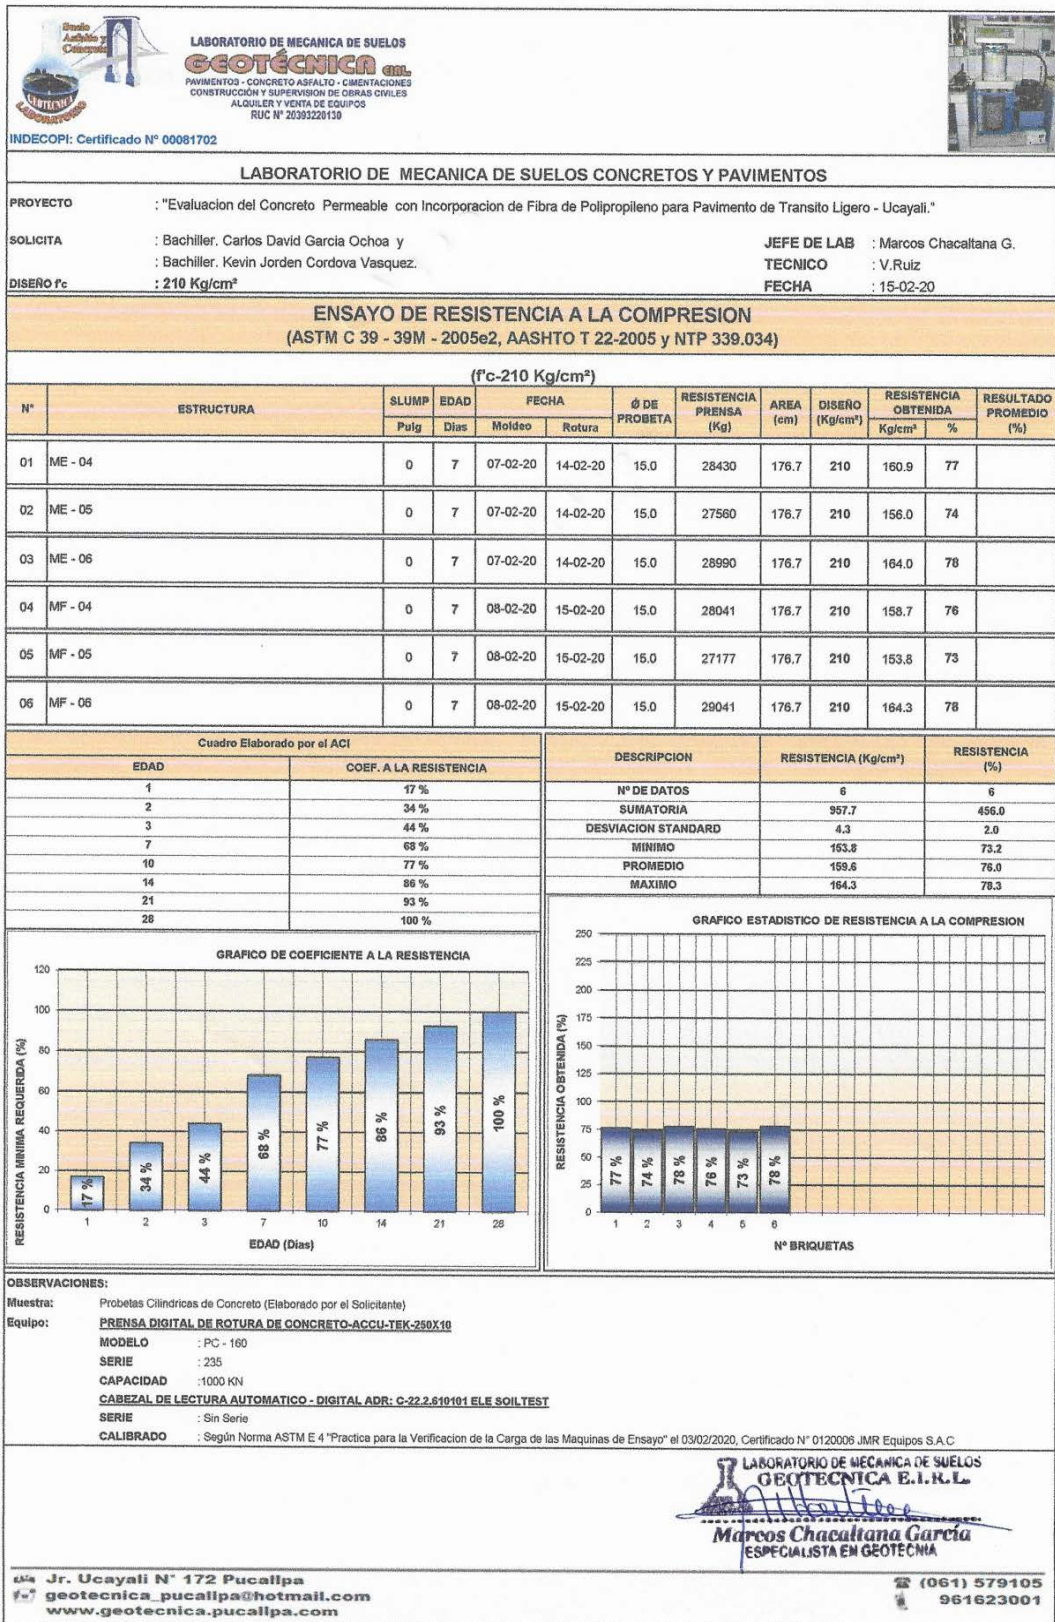 Suelo
Asfalto y
Concreto
GEOTECNICA
LABORATORIO
LABORATORIO DE MECANICA DE SUELOS
GEOTÉCNICA EIRL
PAVIMENTOS - CONCRETO ASFALTO - CIMENTACIONES
CONSTRUCCIÓN Y SUPERVISION DE OBRAS CIVILES
ALQUILER Y VENTA DE EQUIPOS
RUC N° 20393220130
INDECOPI: Certificado N° 00081702
LABORATORIO DE MECANICA DE SUELOS CONCRETOS Y PAVIMENTOS
PROYECTO : "Evaluacion del Concreto Permeable con Incorporacion de Fibra de Polipropileno para Pavimento de Transito Ligero - Ucayali."
SOLICITA : Bachiller. Carlos David Garcia Ochoa y JEFE DE LAB : Marcos Chacaltana G.
: Bachiller. Kevin Jorden Cordova Vasquez. TECNICO : V.Ruiz
DISEÑO f'c : 210 Kg/cm² FECHA : 15-02-20
ENSAYO DE RESISTENCIA A LA COMPRESION
(ASTM C 39 - 39M - 2005e2, AASHTO T 22-2005 y NTP 339.034)
(f'c-210 Kg/cm²)
N° ESTRUCTURA SLUMP Pulg EDAD Dias FECHA Moldeo Rotura Ø DE PROBETA RESISTENCIA PRENSA (Kg) AREA (cm) DISEÑO (Kg/cm²) RESISTENCIA OBTENIDA Kg/cm² % RESULTADO PROMEDIO (%)
01 ME - 04 0 7 07-02-20 14-02-20 15.0 28430 176.7 210 160.9 77
02 ME - 05 0 7 07-02-20 14-02-20 15.0 27560 176.7 210 156.0 74
03 ME - 06 0 7 07-02-20 14-02-20 15.0 28990 176.7 210 164.0 78
04 MF - 04 0 7 08-02-20 15-02-20 15.0 28041 176.7 210 158.7 76
05 MF - 05 0 7 08-02-20 15-02-20 15.0 27177 176.7 210 153.8 73
06 MF - 06 0 7 08-02-20 15-02-20 15.0 29041 176.7 210 164.3 78
Cuadro Elaborado por el ACI
EDAD COEF. A LA RESISTENCIA
1 17 %
2 34 %
3 44 %
7 68 %
10 77 %
14 86 %
21 93 %
28 100 %
DESCRIPCION RESISTENCIA (Kg/cm²) RESISTENCIA (%)
N° DE DATOS 6 6
SUMATORIA 957.7 456.0
DESVIACION STANDARD 4.3 2.0
MINIMO 153.8 73.2
PROMEDIO 159.6 76.0
MAXIMO 164.3 78.3
GRAFICO DE COEFICIENTE A LA RESISTENCIA
RESISTENCIA MINIMA REQUERIDA (%)
120
100
80
60
40
20
0
17 % 34 % 44 % 68 % 77 % 86 % 93 % 100 %
1 2 3 7 10 14 21 28
EDAD (Dias)
GRAFICO ESTADISTICO DE RESISTENCIA A LA COMPRESION
RESISTENCIA OBTENIDA (%)
250
225
200
175
150
125
100
75
50
25
0
77 % 74 % 78 % 76 % 73 % 78 %
1 2 3 4 5 6
N° BRIQUETAS
OBSERVACIONES:
Muestra: Probetas Cilindricas de Concreto (Elaborado por el Solicitante)
Equipo: PRENSA DIGITAL DE ROTURA DE CONCRETO-ACCU-TEK-250X10
MODELO : PC - 160
SERIE : 235
CAPACIDAD :1000 KN
CABEZAL DE LECTURA AUTOMATICO - DIGITAL ADR: C-22.2.610101 ELE SOILTEST
SERIE : Sin Serie
CALIBRADO : Según Norma ASTM E 4 "Practica para la Verificacion de la Carga de las Maquinas de Ensayo" el 03/02/2020, Certificado N° 0120006 JMR Equipos S.A.C
LABORATORIO DE MECANICA DE SUELOS
GEOTECNICA E.I.R.L.
Marcos Chacaltana García
ESPECIALISTA EN GEOTECNIA
Jr. Ucayali N° 172 Pucallpa
geotecnica_pucallpa@hotmail.com
www.geotecnica.pucallpa.com
(061) 579105
961623001